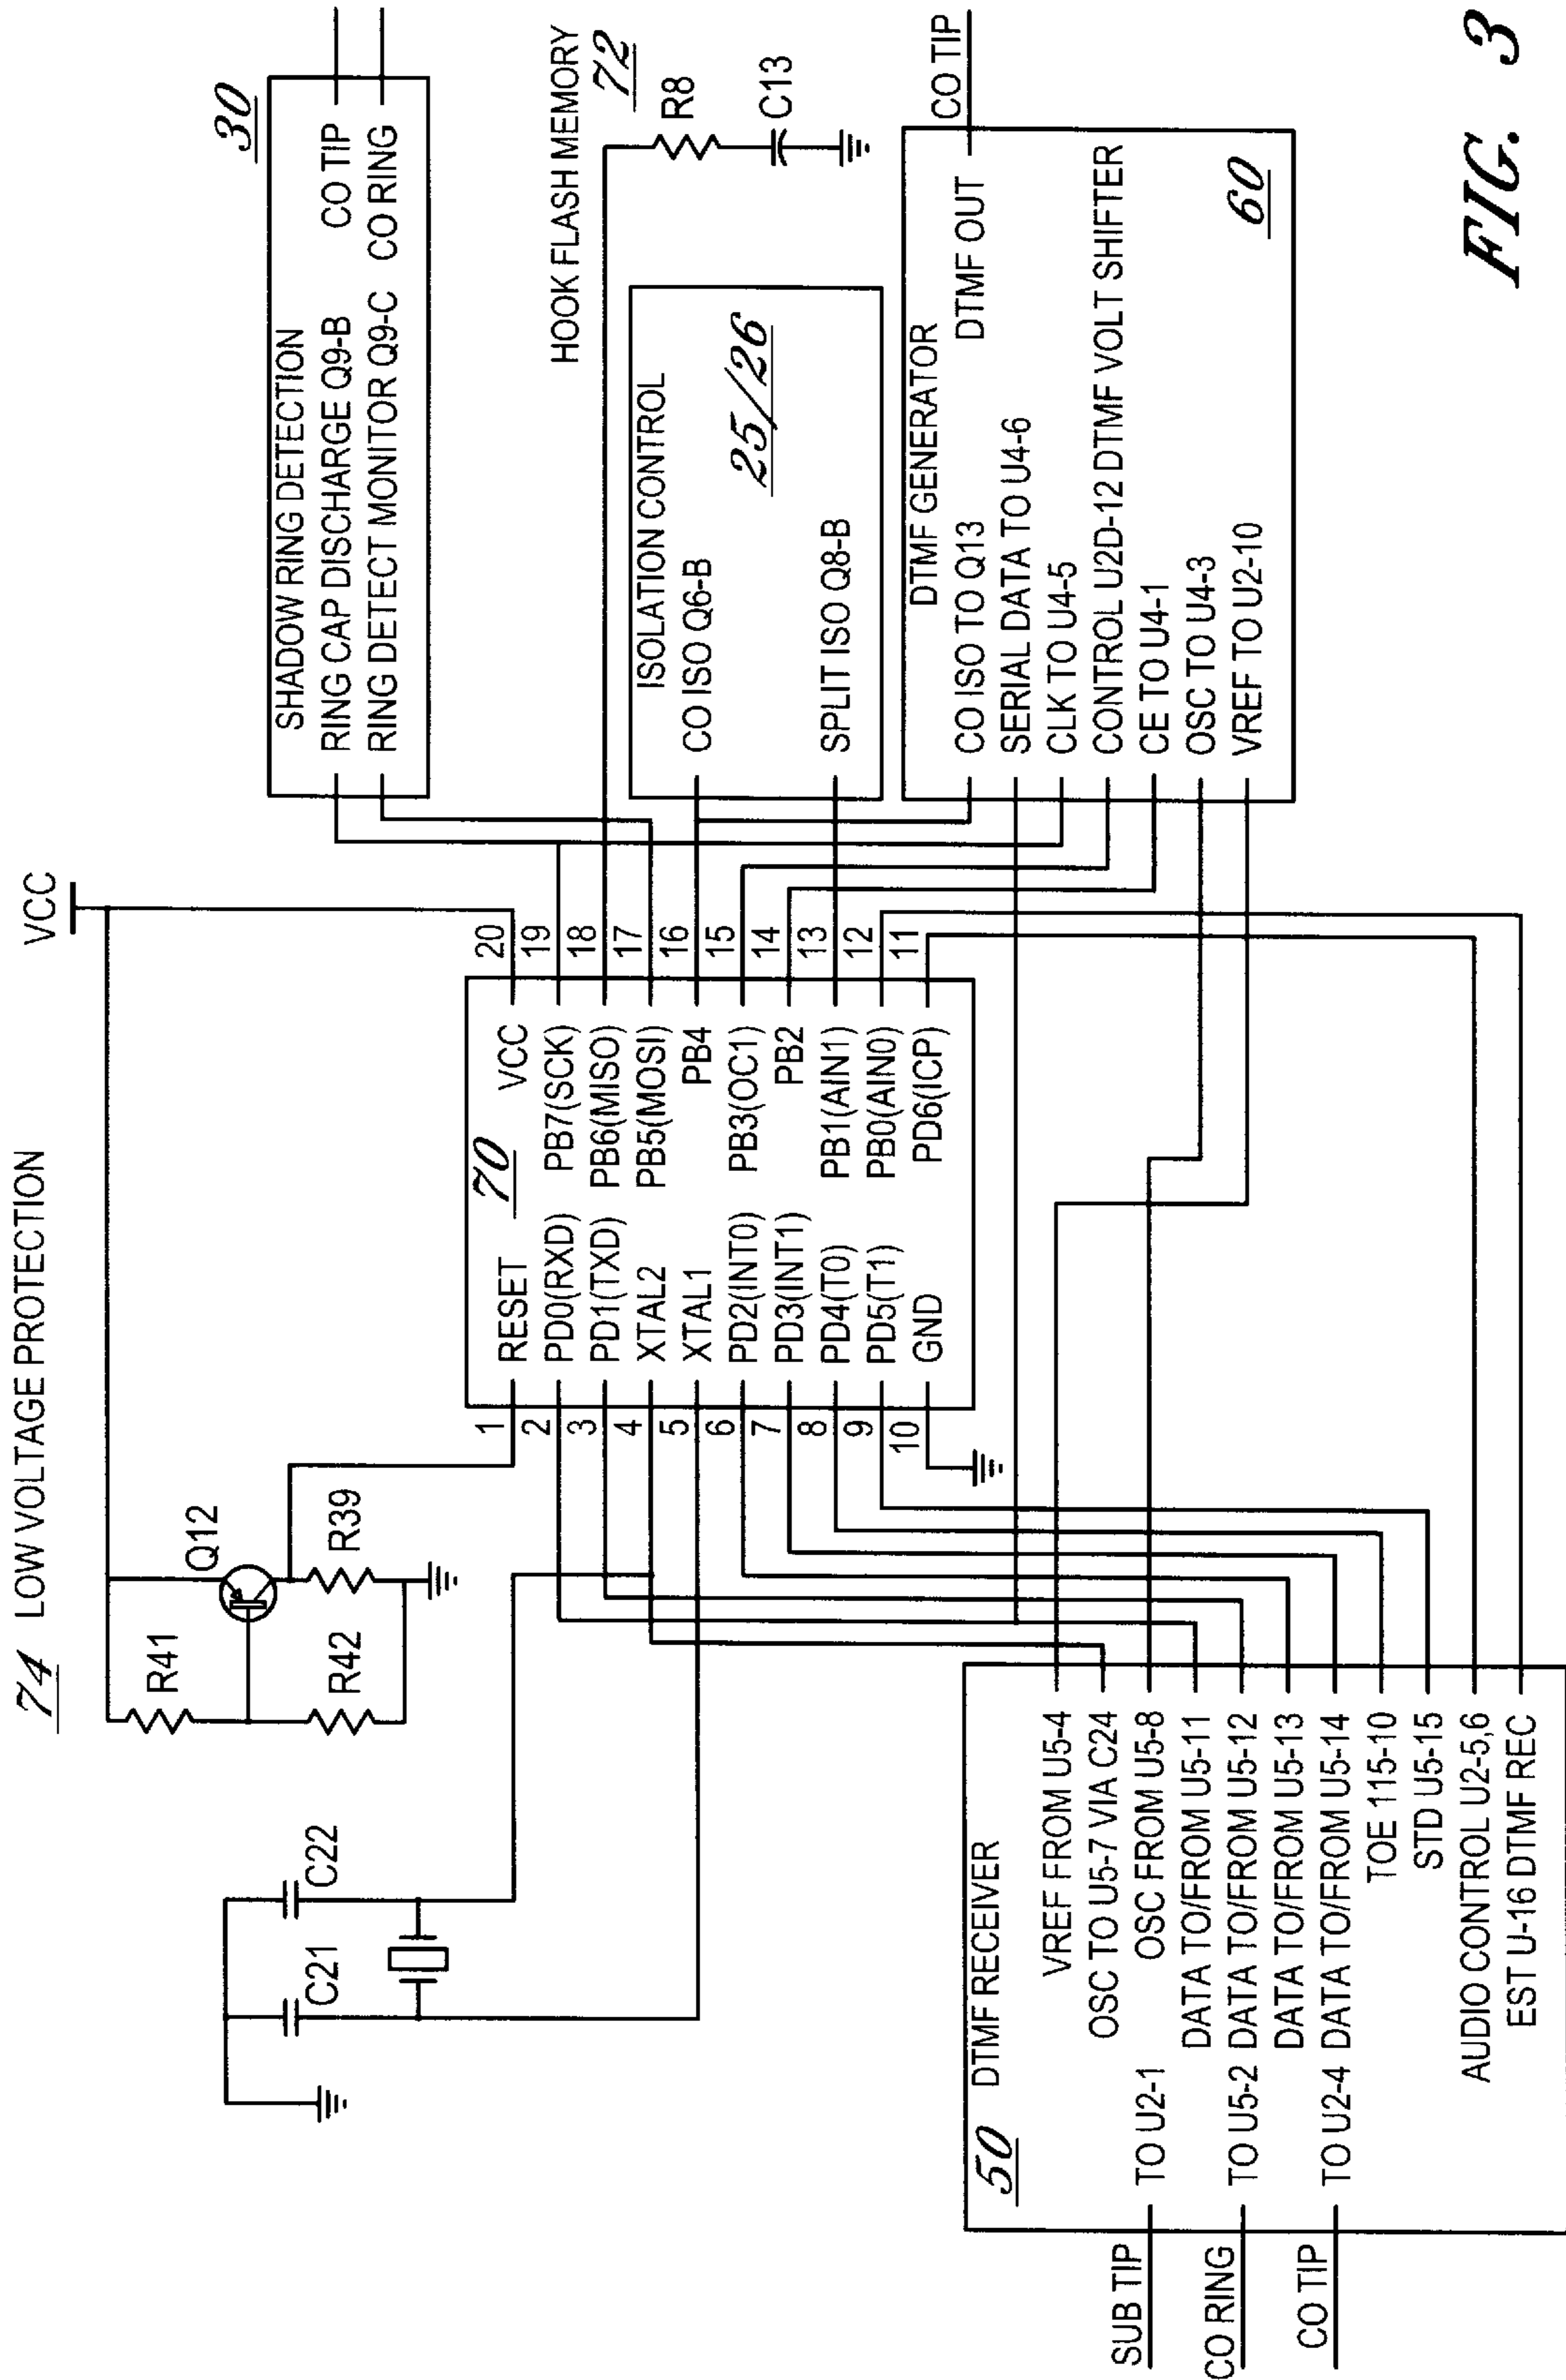 74 LOW VOLTAGE PROTECTION
VCC
R41
Q12
R42
R39
C21
C22
30
SHADOW RING DETECTION
RING CAP DISCHARGE Q9-B CO TIP
RING DETECT MONITOR Q9-C CO RING
HOOK FLASH MEMORY
72
R8
C13
70
1 RESET VCC 20
2 PD0(RXD) PB7(SCK) 19
3 PD1(TXD) PB6(MISO) 18
4 XTAL2 PB5(MOSI) 17
5 XTAL1 PB4 16
6 PD2(INT0) PB3(OC1) 15
7 PD3(INT1) PB2 14
8 PD4(T0) PB1(AIN1) 13
9 PD5(T1) PB0(AIN0) 12
10 GND PD6(ICP) 11
ISOLATION CONTROL
CO ISO Q6-B
25/26
SPLIT ISO Q8-B
DTMF GENERATOR
CO ISO TO Q13 DTMF OUT CO TIP
SERIAL DATA TO U4-6
CLK TO U4-5
CONTROL U2D-12 DTMF VOLT SHIFTER
CE TO U4-1
OSC TO U4-3
VREF TO U2-10
60
50
DTMF RECEIVER
VREF FROM U5-4
OSC TO U5-7 VIA C24
SUB TIP TO U2-1 OSC FROM U5-8
DATA TO/FROM U5-11
CO RING TO U5-2 DATA TO/FROM U5-12
DATA TO/FROM U5-13
CO TIP TO U2-4 DATA TO/FROM U5-14
TOE 115-10
STD U5-15
AUDIO CONTROL U2-5,6
EST U-16 DTMF REC
FIG. 3